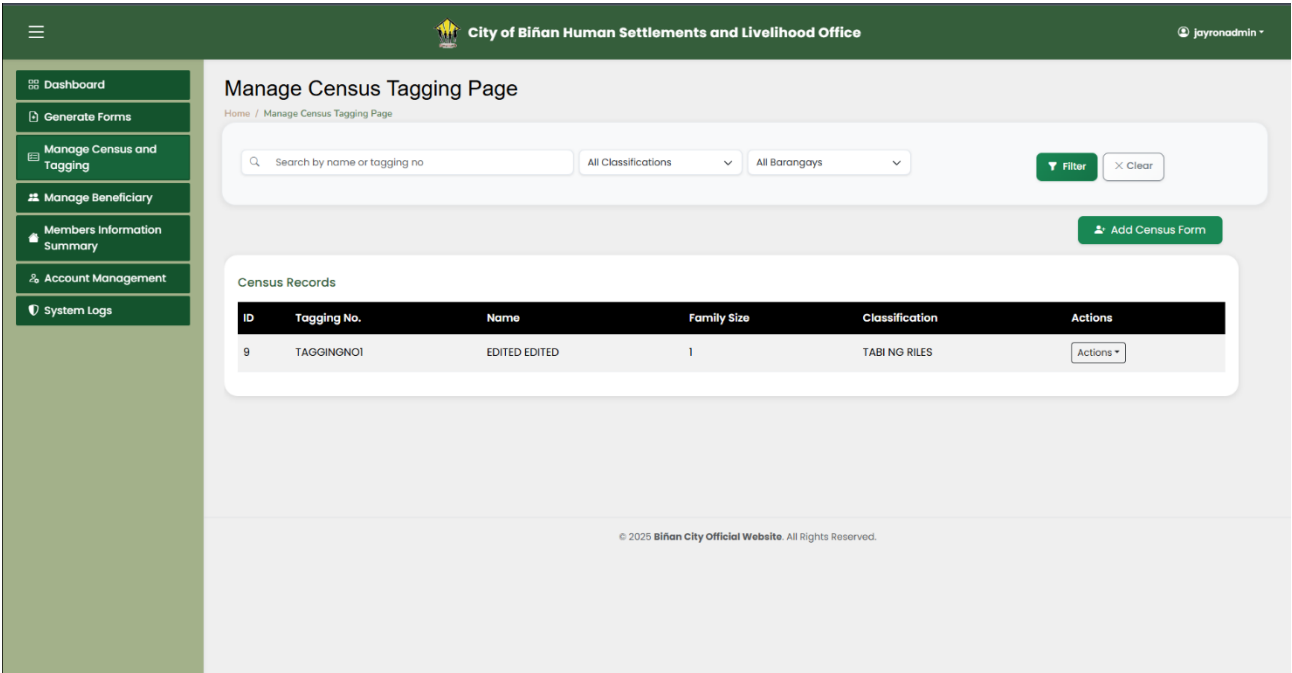 City of Biñan Human Settlements and Livelihood Office
jayronadmin
Dashboard
Generate Forms
Manage Census and
Tagging
Manage Beneficiary
Members Information
Summary
Account Management
System Logs
Manage Census Tagging Page
Home / Manage Census Tagging Page
Search by name or tagging no
All Classifications
All Barangays
Filter
Clear
Add Census Form
Census Records
ID Tagging No. Name Family Size Classification Actions
9 TAGGINGNO1 EDITED EDITED 1 TABI NG RILES Actions
© 2025 Biñan City Official Website. All Rights Reserved.